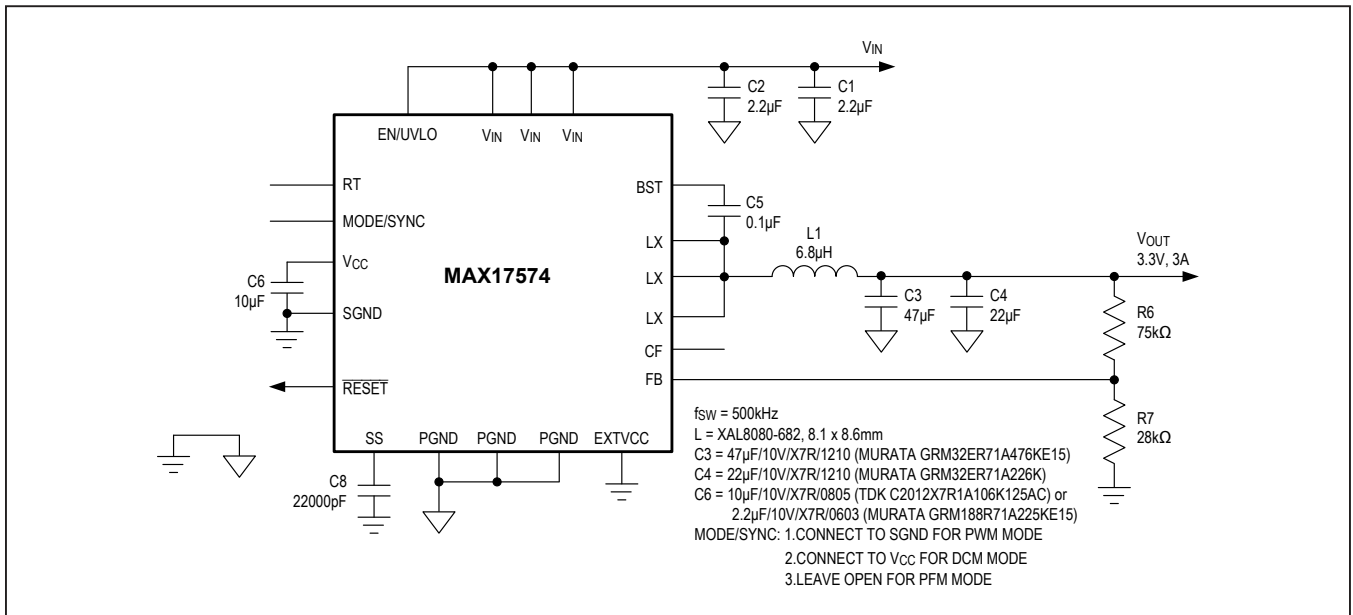 VIN
C2
2.2µF
C1
2.2µF
EN/UVLO
VIN
VIN
VIN
RT
BST
C5
0.1µF
MODE/SYNC
LX
L1
6.8µH
VOUT
3.3V, 3A
VCC
MAX17574
LX
C6
10µF
C3
47µF
C4
22µF
R6
75kΩ
SGND
LX
CF
RESET
FB
fSW = 500kHz
R7
28kΩ
L = XAL8080-682, 8.1 x 8.6mm
SS
PGND
PGND
PGND
EXTVCC
C3 = 47µF/10V/X7R/1210 (MURATA GRM32ER71A476KE15)
C4 = 22µF/10V/X7R/1210 (MURATA GRM32ER71A226K)
C8
22000pF
C6 = 10µF/10V/X7R/0805 (TDK C2012X7R1A106K125AC) or
2.2µF/10V/X7R/0603 (MURATA GRM188R71A225KE15)
MODE/SYNC: 1.CONNECT TO SGND FOR PWM MODE
2.CONNECT TO VCC FOR DCM MODE
3.LEAVE OPEN FOR PFM MODE